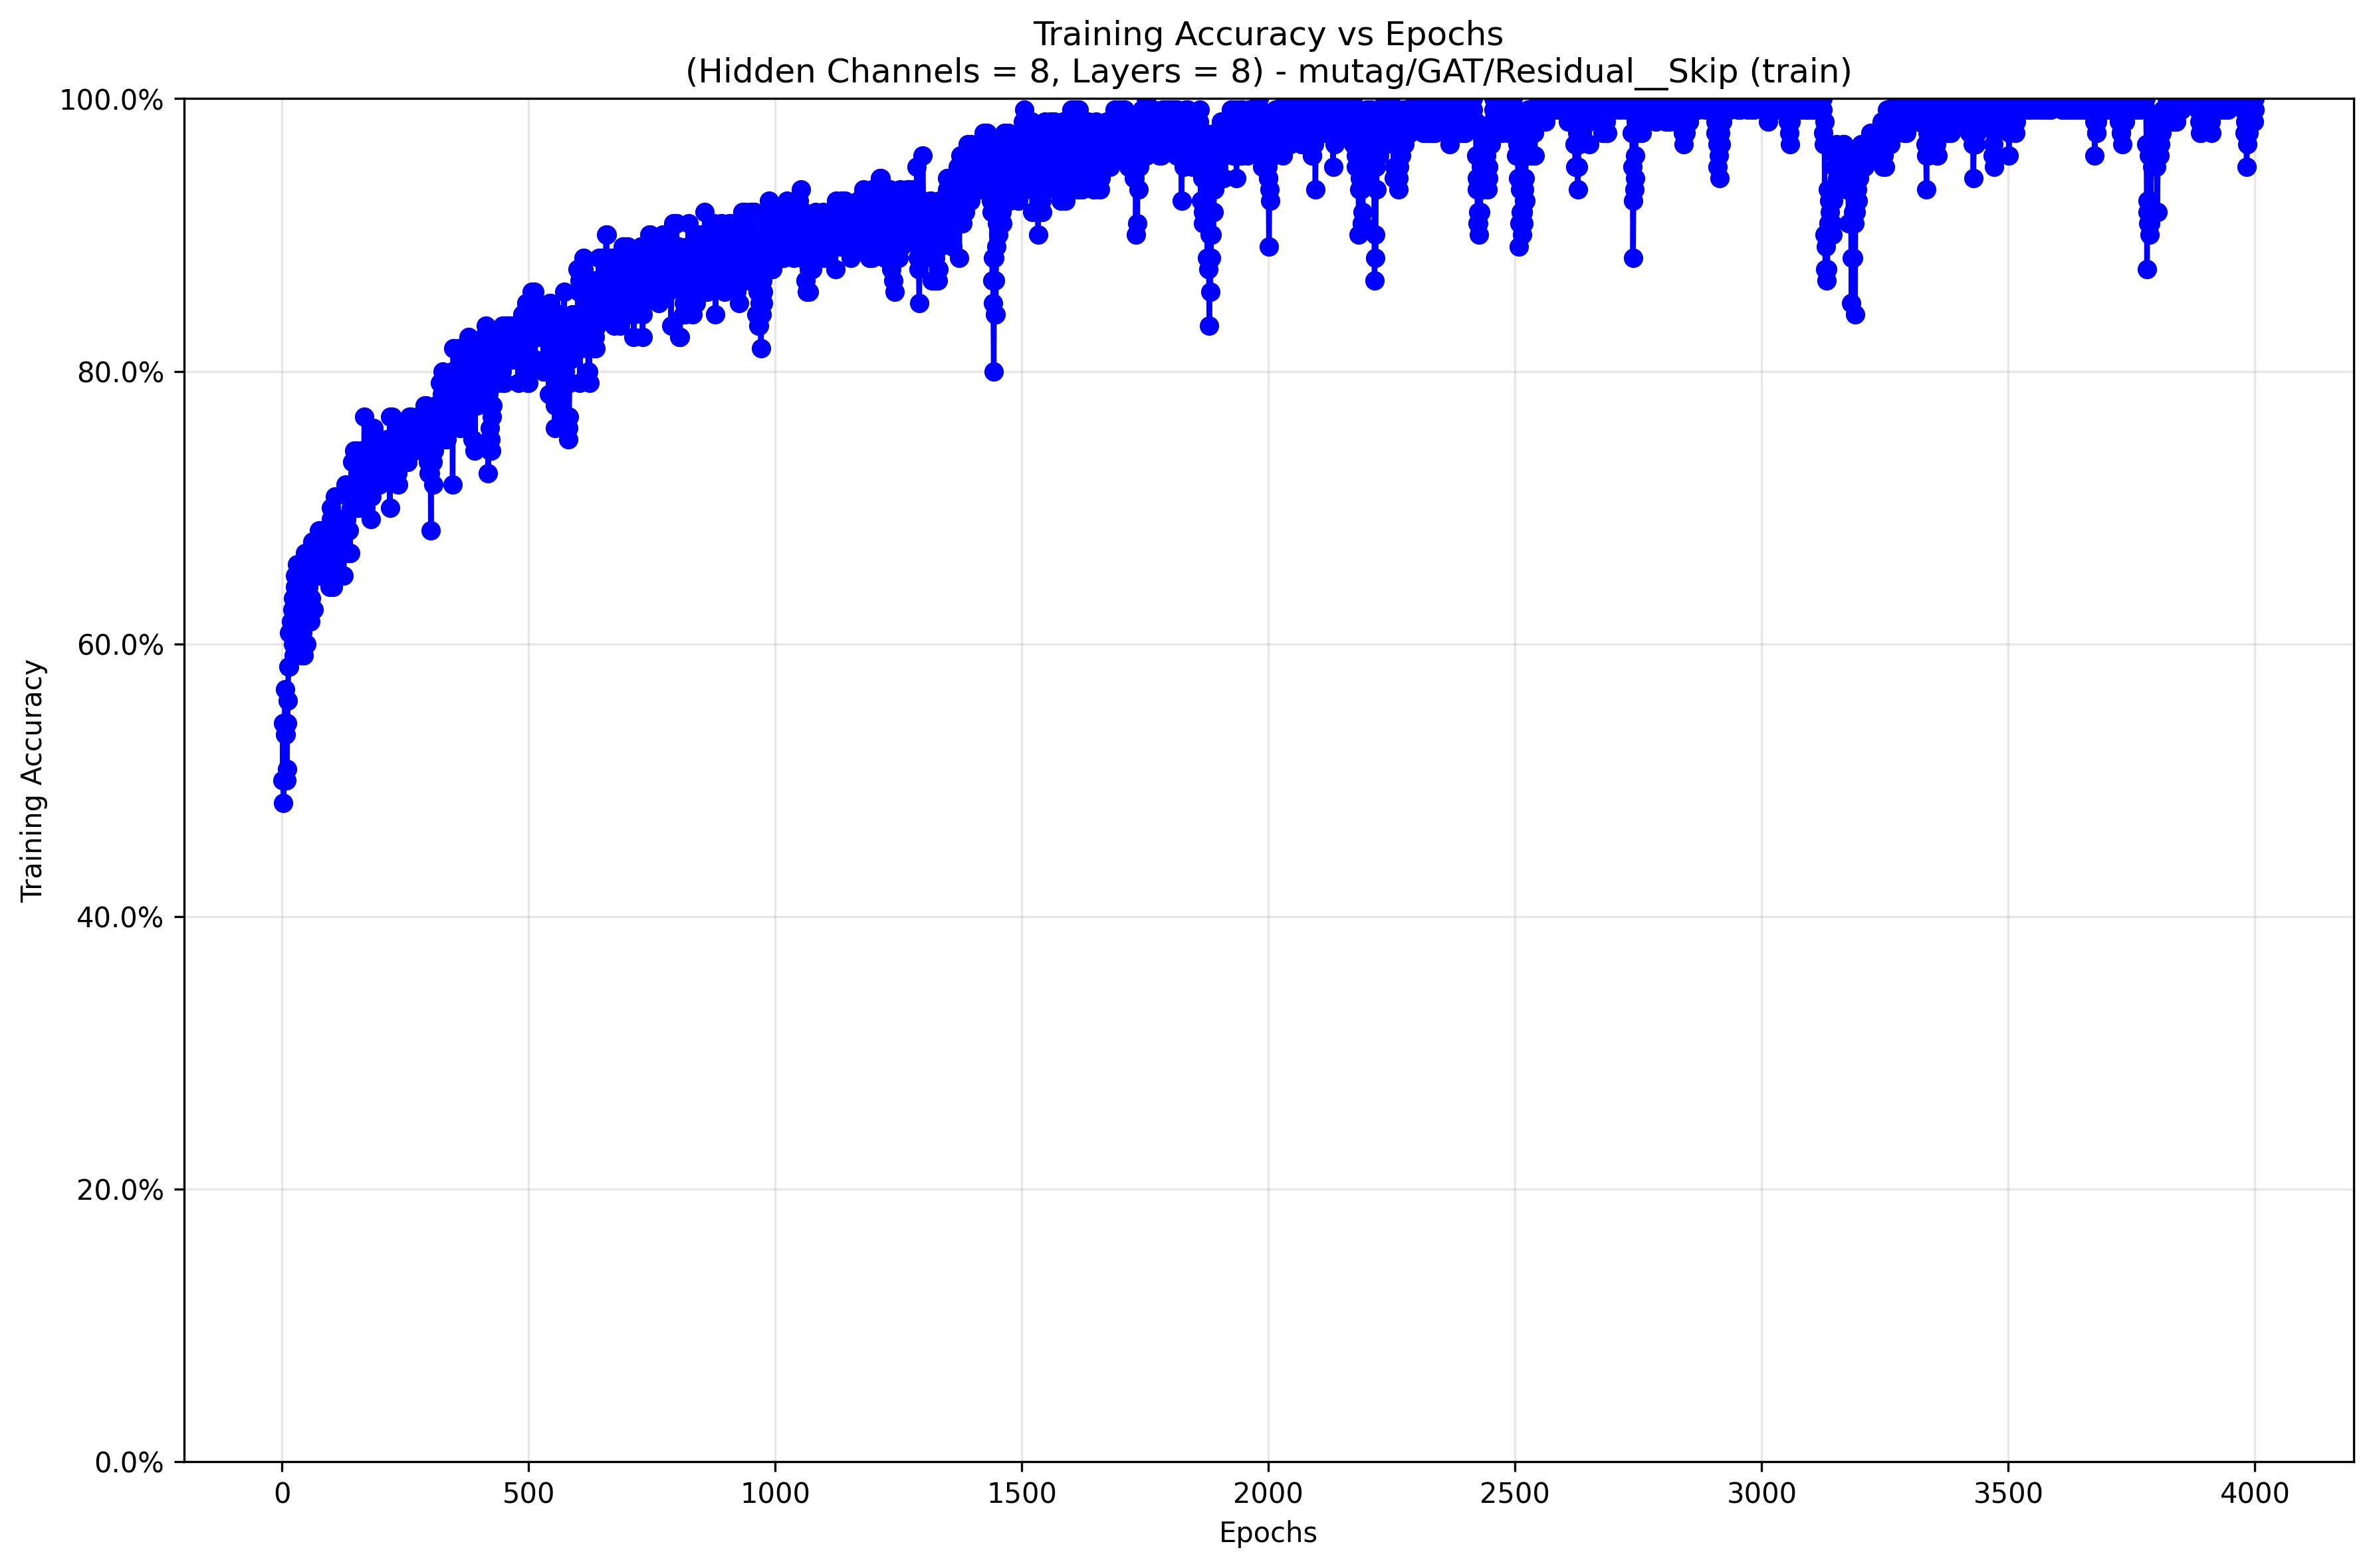 Training Accuracy vs Epochs
(Hidden Channels = 8, Layers = 8) - mutag/GAT/Residual__Skip (train)
100.0%
80.0%
60.0%
40.0%
20.0%
0.0%
Training Accuracy
0 500 1000 1500 2000 2500 3000 3500 4000
Epochs